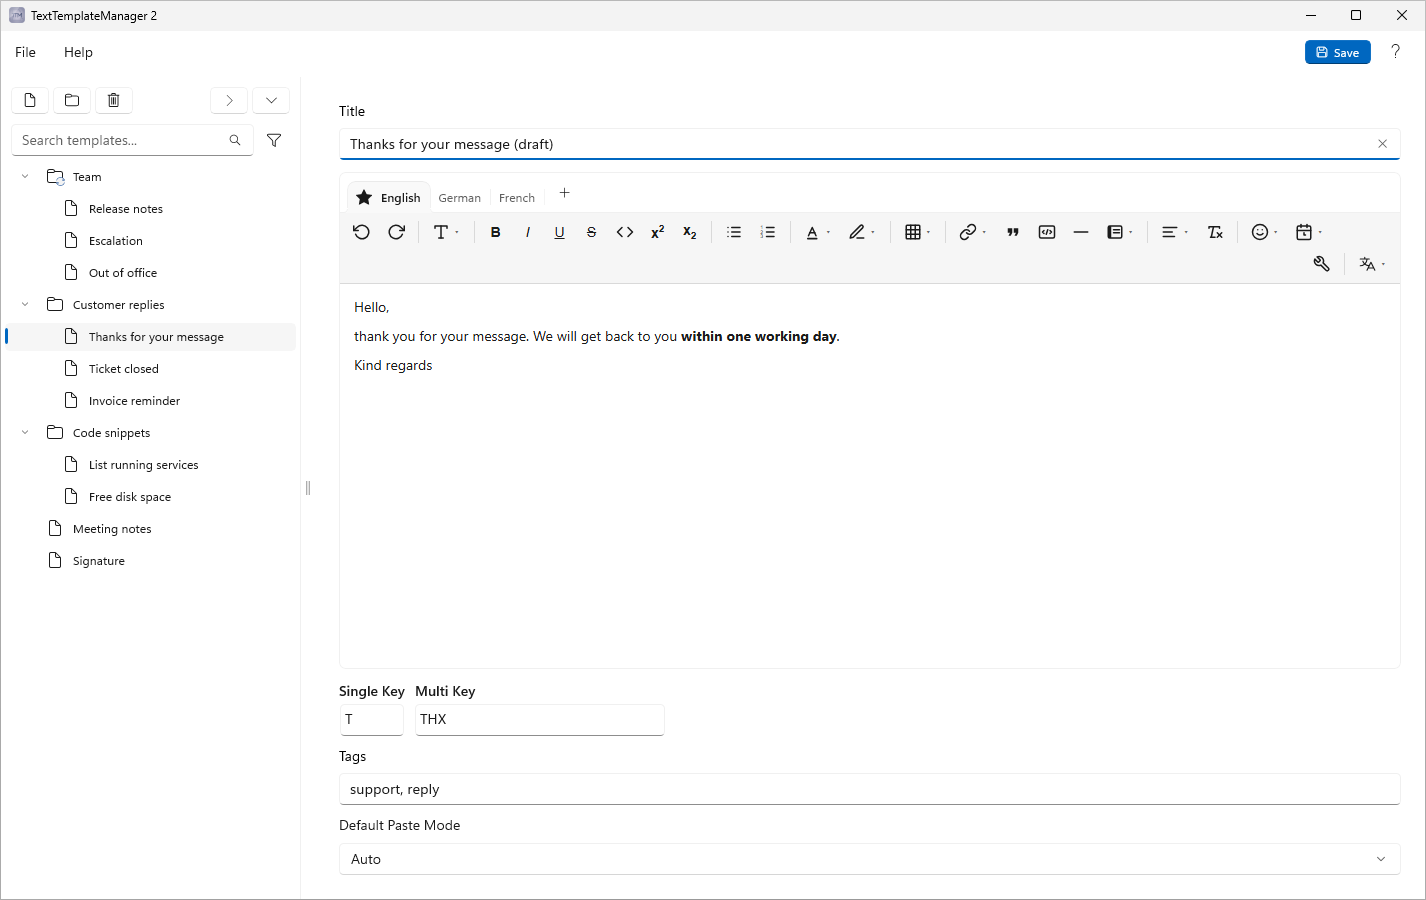 TextTemplateManager 2
File Help
Save ?
Search templates...
Team
Release notes
Escalation
Out of office
Customer replies
Thanks for your message
Ticket closed
Invoice reminder
Code snippets
List running services
Free disk space
Meeting notes
Signature
Title
Thanks for your message (draft)
English German French +
Hello,
thank you for your message. We will get back to you within one working day.
Kind regards
Single Key Multi Key
T THX
Tags
support, reply
Default Paste Mode
Auto